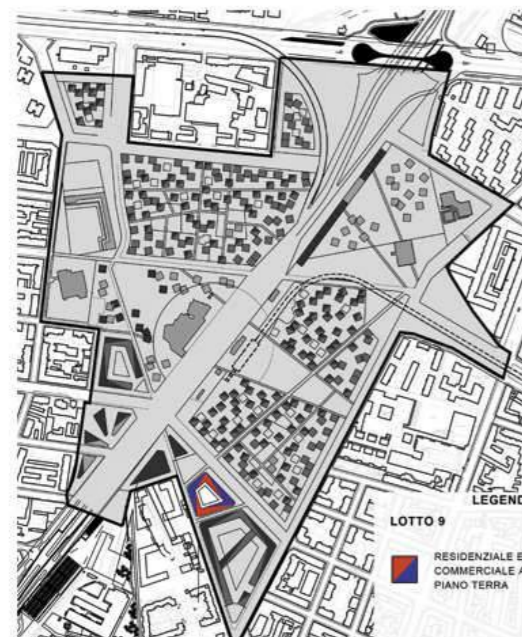 LEGEND
LOTTO 9
RESIDENZIALE E
COMMERCIALE A
PIANO TERRA